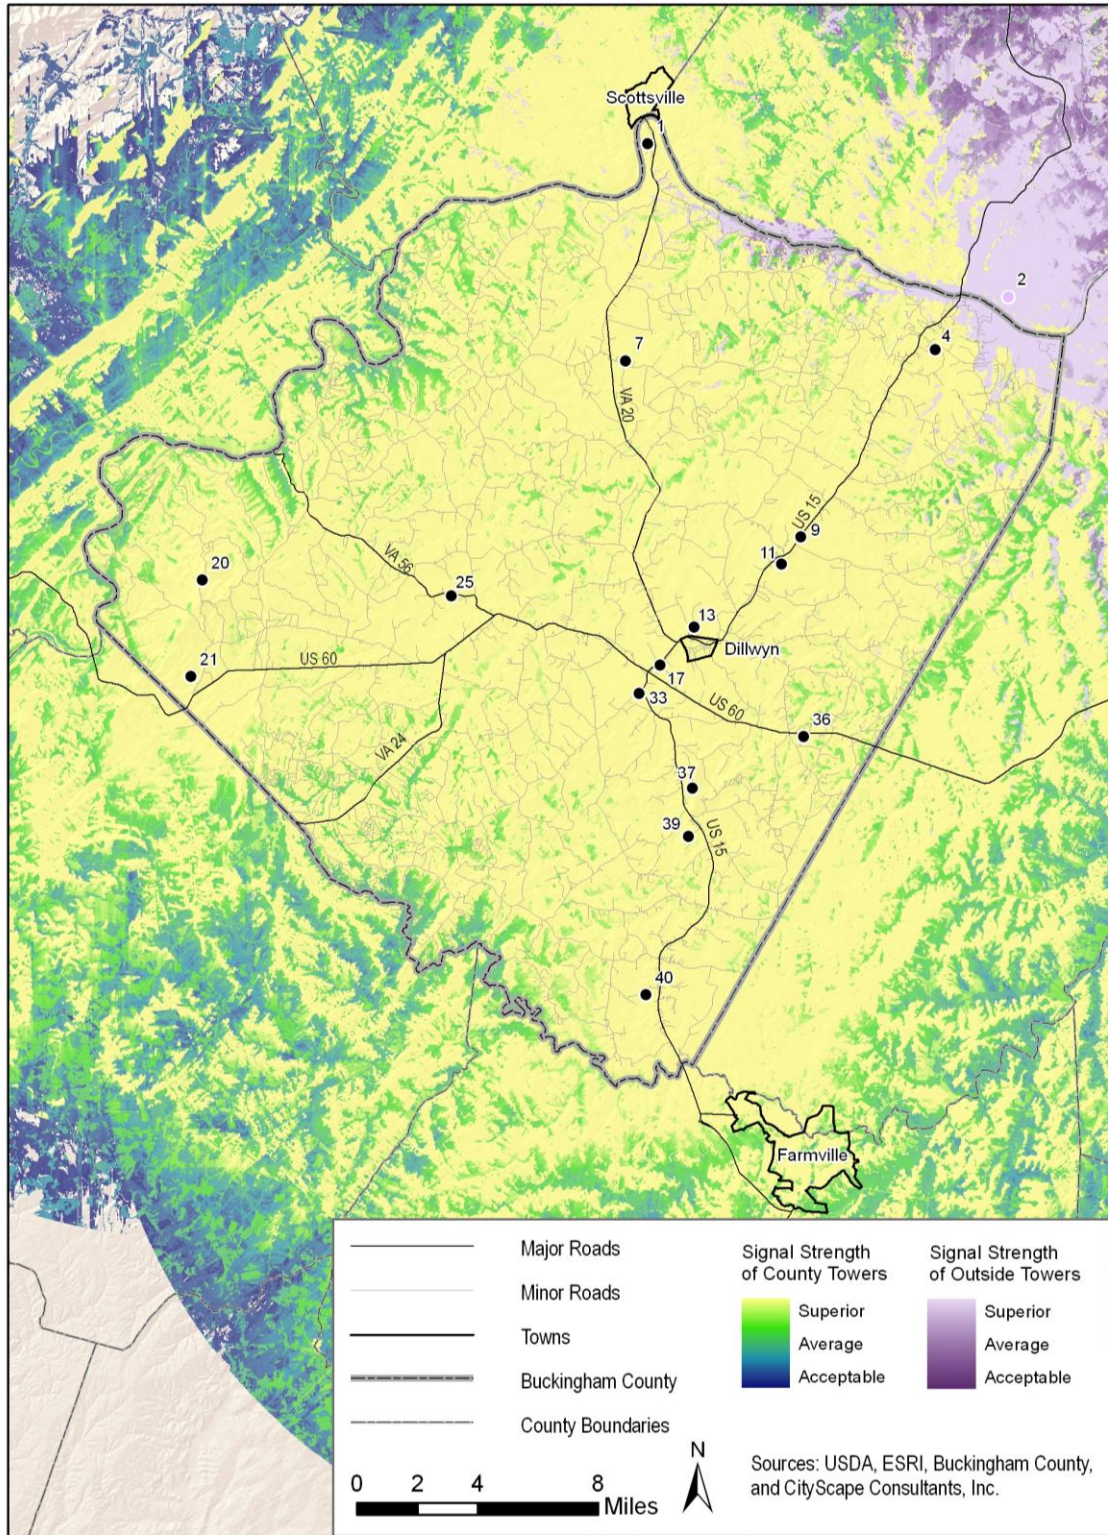 Scottsville
1
2
4
7
VA 20
US 15
9
11
VA 56
20
25
13
Dillwyn
21
US 60
17
33
US 60
36
VA 24
37
39
US 15
40
Farmville
Major Roads
Minor Roads
Towns
Buckingham County
County Boundaries
Signal Strength
of County Towers
Superior
Average
Acceptable
Signal Strength
of Outside Towers
Superior
Average
Acceptable
0 2 4 8
Miles
N
Sources: USDA, ESRI, Buckingham County,
and CityScape Consultants, Inc.